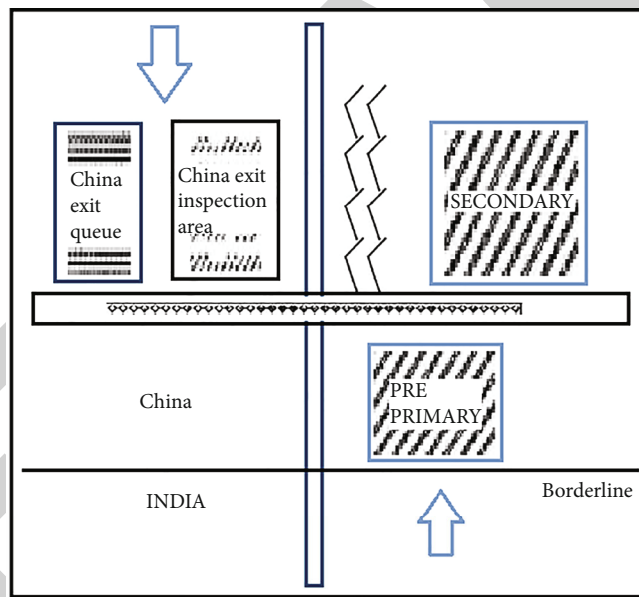 China
exit
queue
China exit
inspection
area
SECONDARY
PRE
PRIMARY
China
INDIA
Borderline